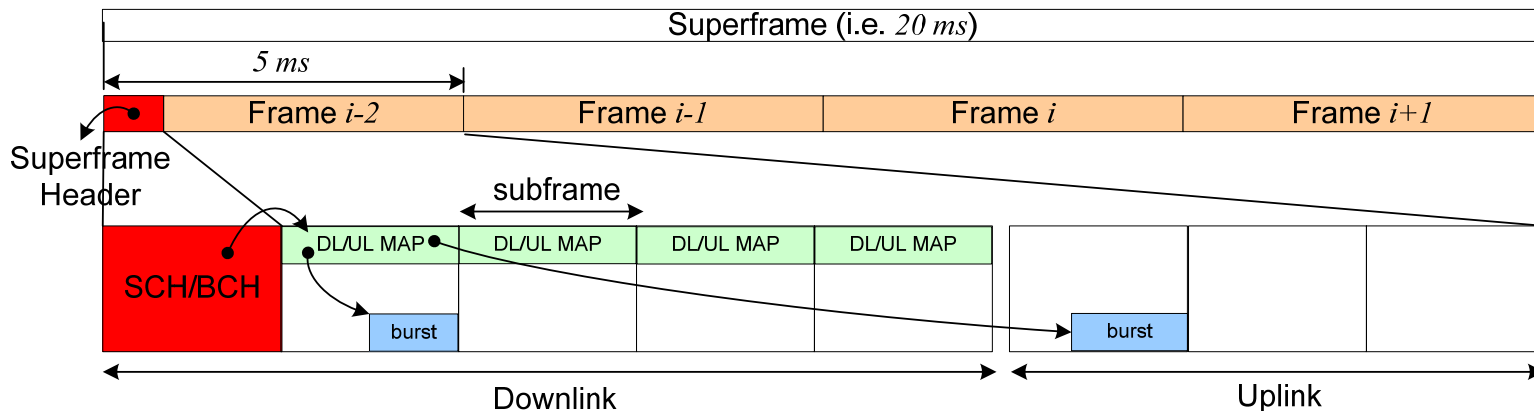 Superframe (i.e. 20 ms)
5 ms
Frame i-2
Frame i-1
Frame i
Frame i+1
Superframe
Header
subframe
DL/UL MAP
DL/UL MAP
DL/UL MAP
DL/UL MAP
SCH/BCH
burst
burst
Downlink
Uplink